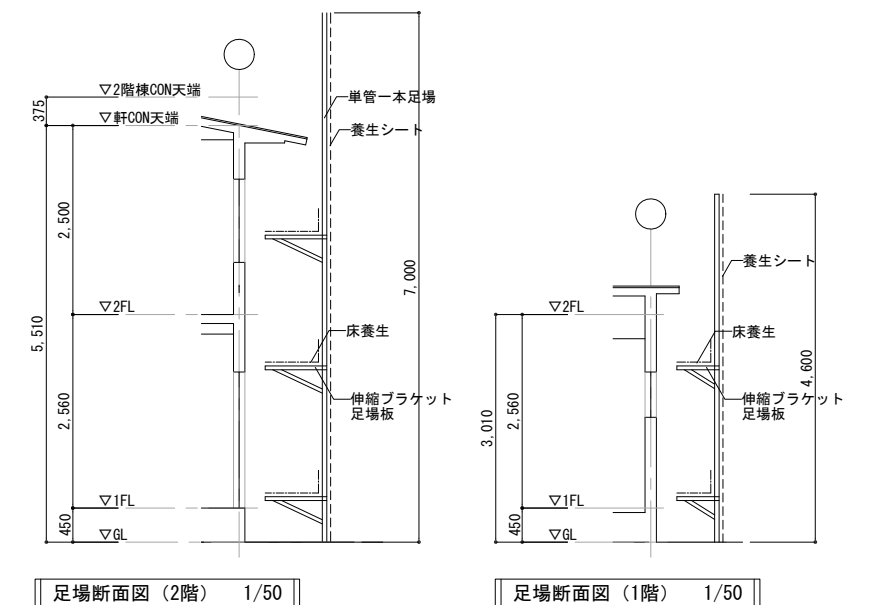 ▽2階棟CON天端
375
▽軒CON天端
単管一本足場
養生シート
2,500
7,000
▽2FL
5,510
床養生
2,560
伸縮ブラケット
足場板
▽1FL
450
▽GL
足場断面図（2階） 1/50
養生シート
▽2FL
床養生
4,600
3,010
2,560
伸縮ブラケット
足場板
▽1FL
450
▽GL
足場断面図（1階） 1/50